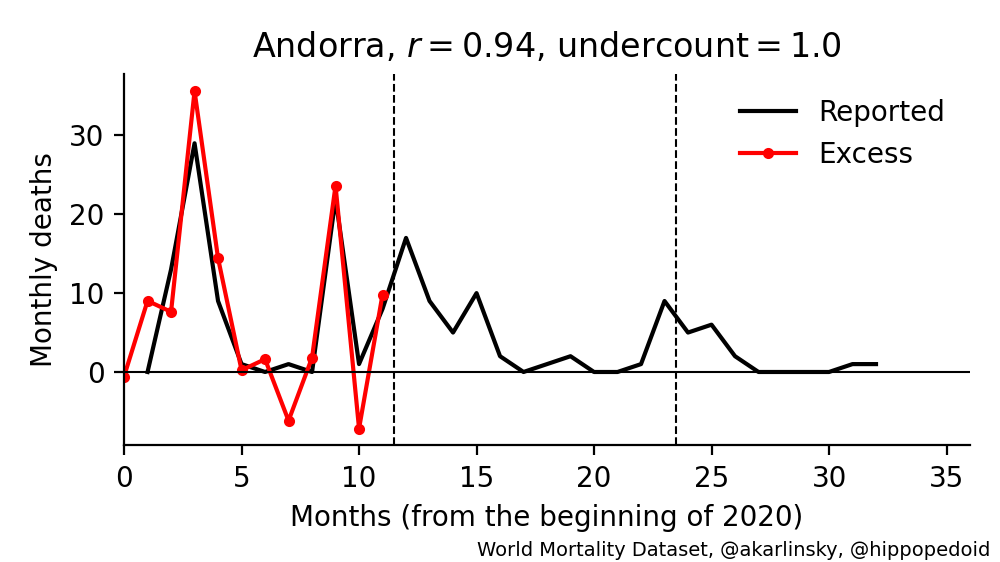 Andorra, r = 0.94, undercount = 1.0
Reported
Excess
Monthly deaths
30
20
10
0
0 5 10 15 20 25 30 35
Months (from the beginning of 2020)
World Mortality Dataset, @akarlinsky, @hippopedoid